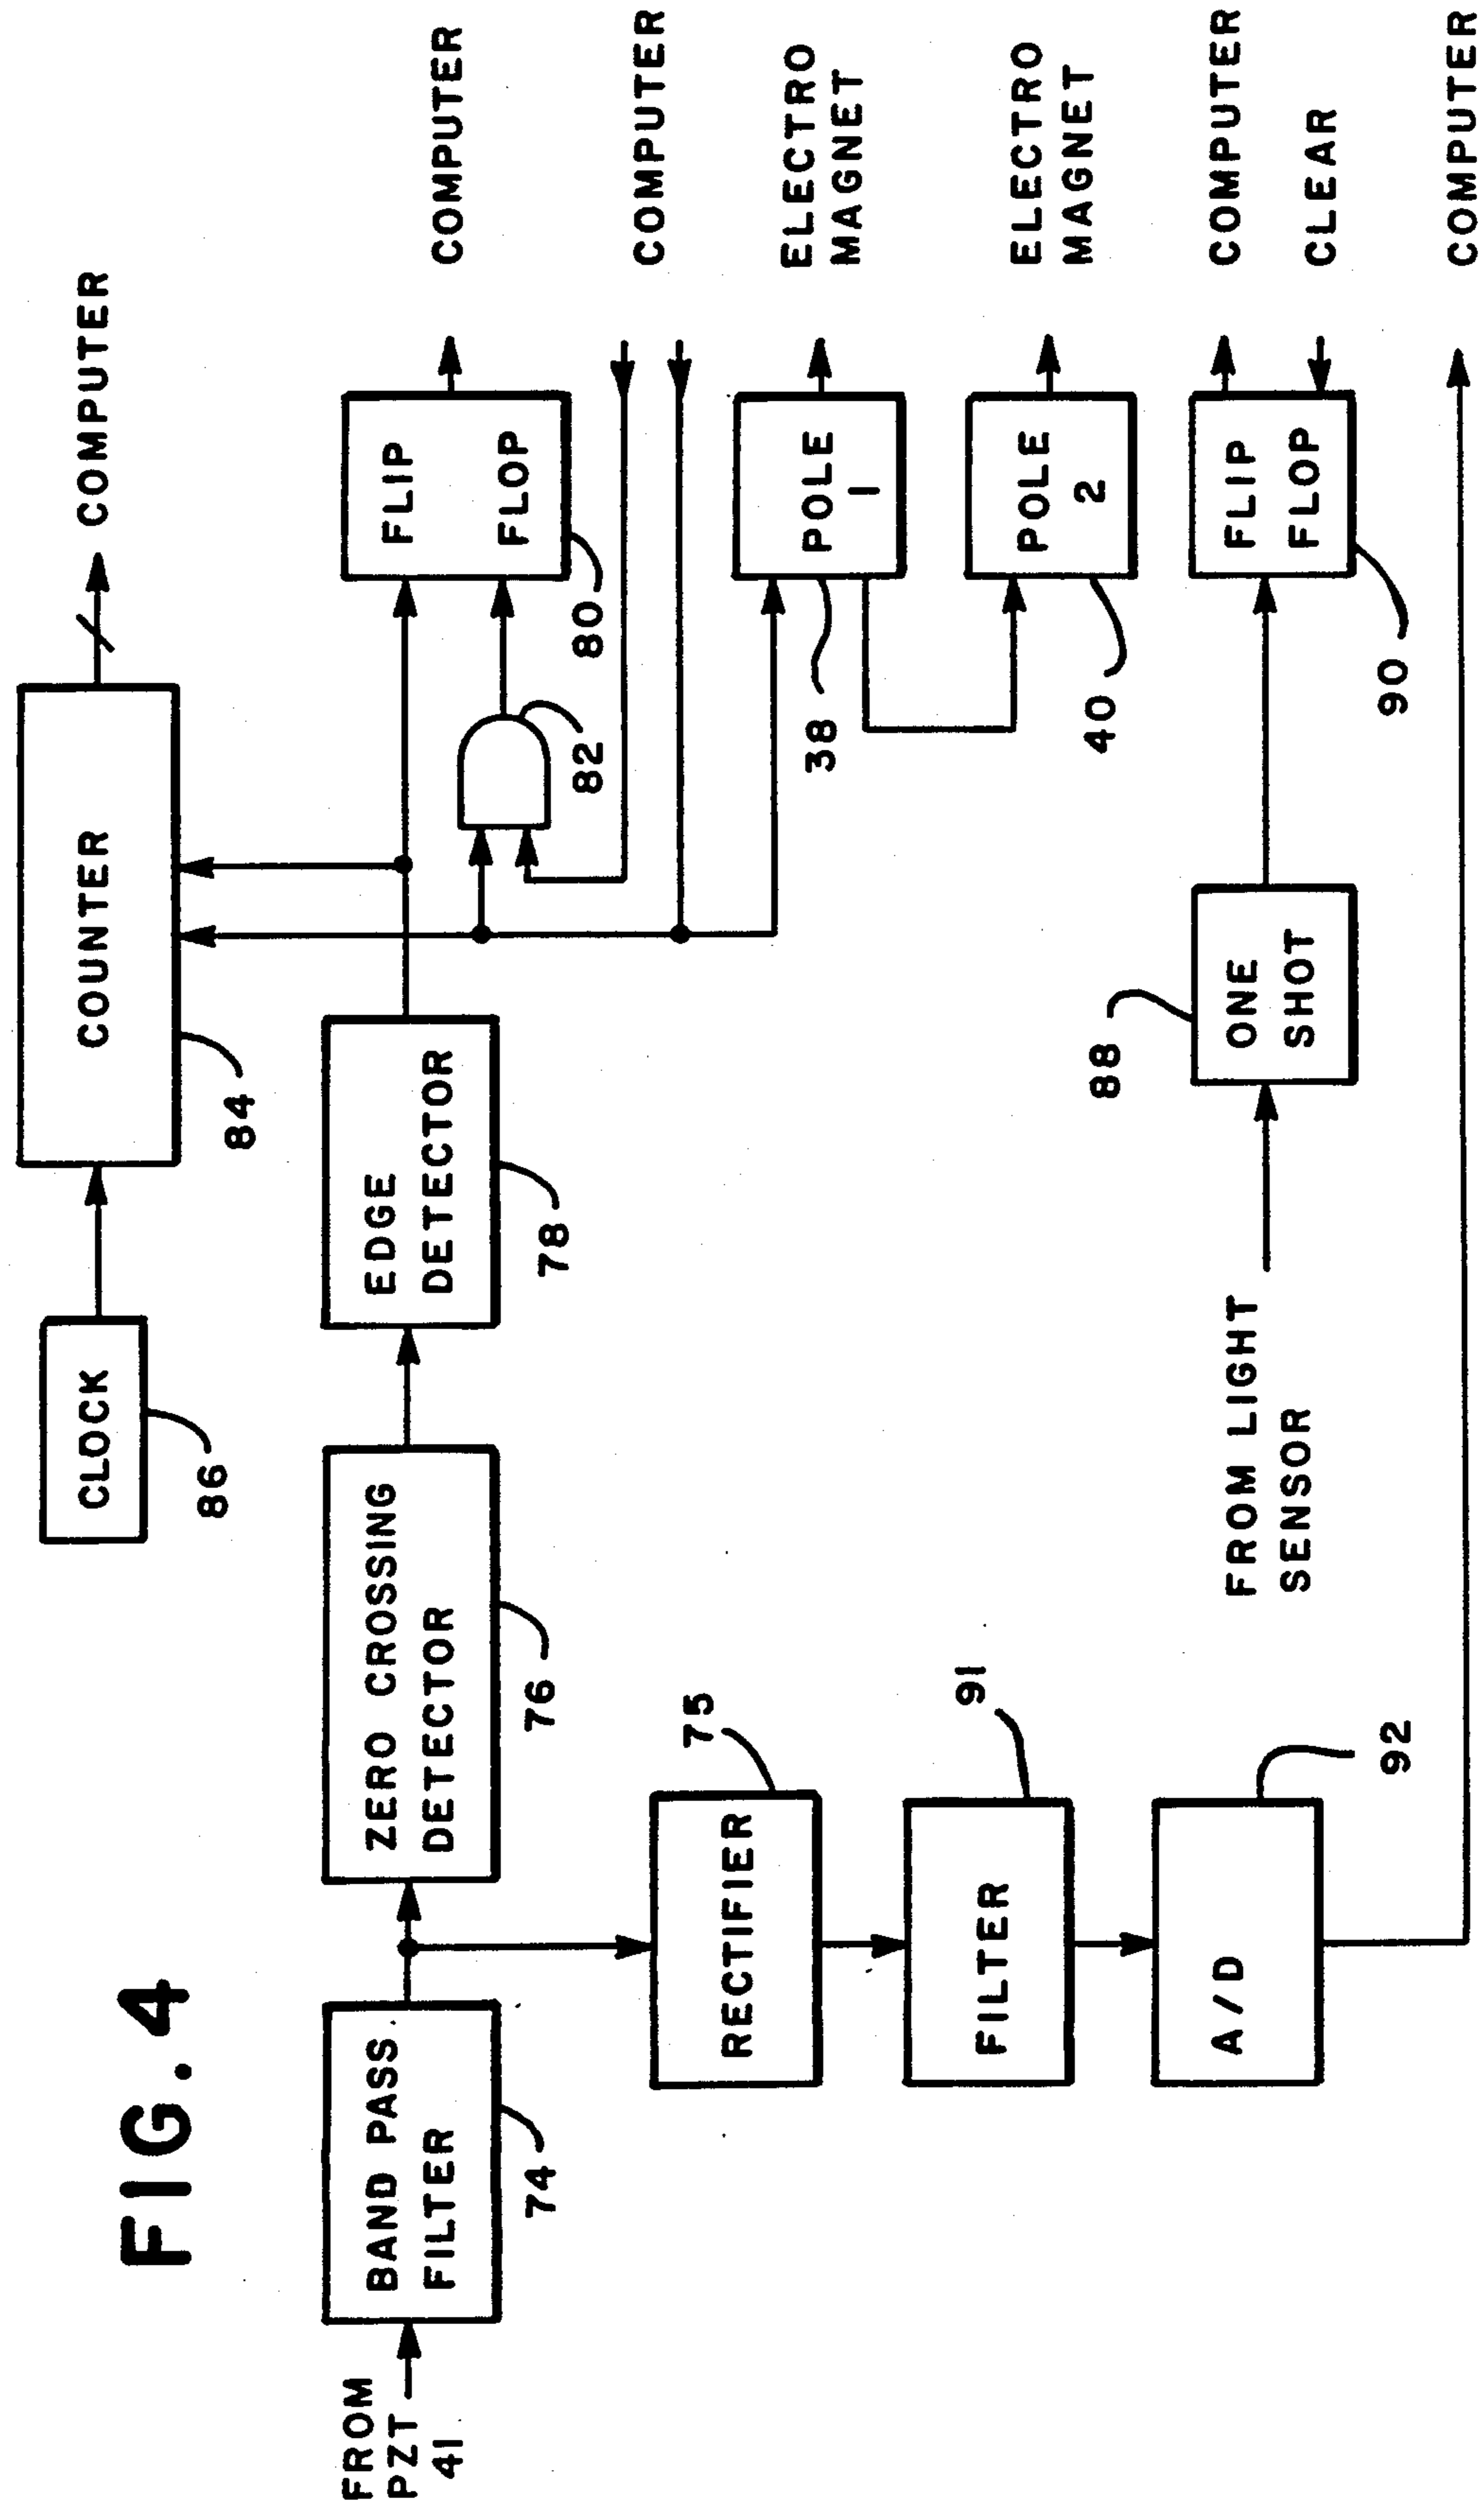 FIG. 4
CLOCK
86
COUNTER
84
COMPUTER
FROM
PZT
41
BAND PASS
FILTER
74
ZERO CROSSING
DETECTOR
76
EDGE
DETECTOR
78
82
FLIP
FLOP
80
COMPUTER
COMPUTER
RECTIFIER
75
POLE
1
38
ELECTRO
MAGNET
FILTER
91
POLE
2
40
ELECTRO
MAGNET
A/D
92
FROM LIGHT
SENSOR
ONE
SHOT
88
FLIP
FLOP
90
COMPUTER
CLEAR
COMPUTER